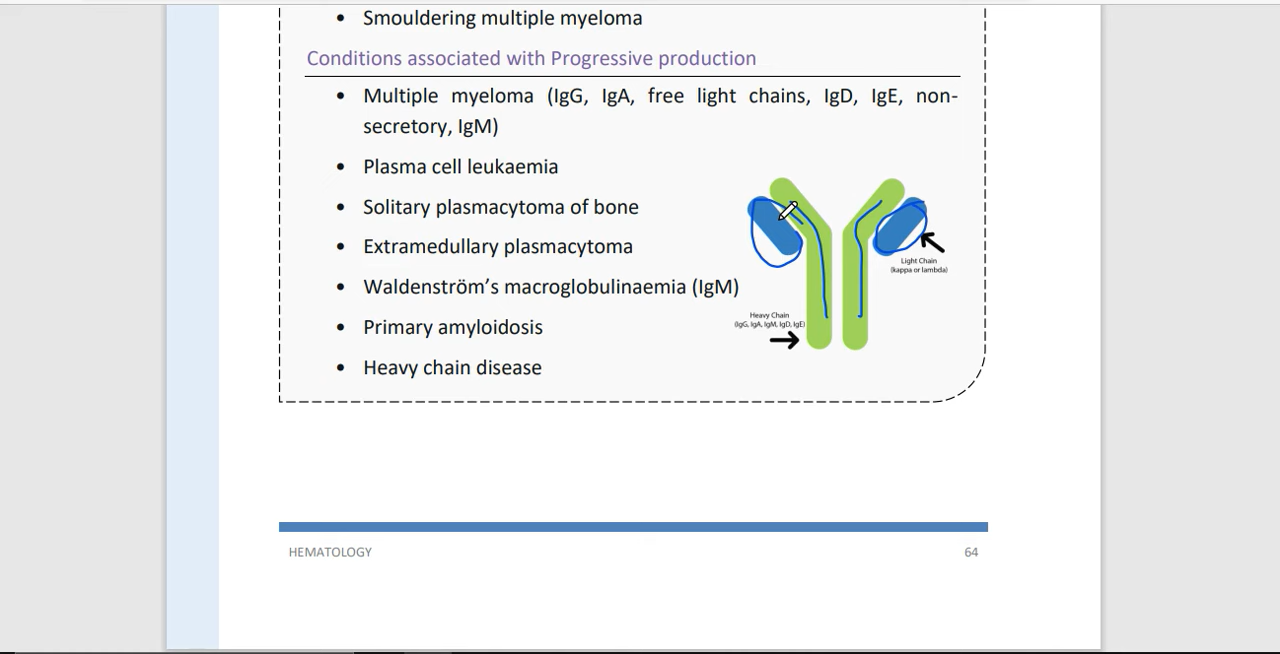 • Smouldering multiple myeloma
Conditions associated with Progressive production
• Multiple myeloma (IgG, IgA, free light chains, IgD, IgE, non-
secretory, IgM)
• Plasma cell leukaemia
• Solitary plasmacytoma of bone
• Extramedullary plasmacytoma
• Waldenström’s macroglobulinaemia (IgM)
• Primary amyloidosis
• Heavy chain disease
Light Chain
(kappa or lambda)
Heavy Chain
(IgG, IgA, IgM, IgD, IgE)
HEMATOLOGY
64